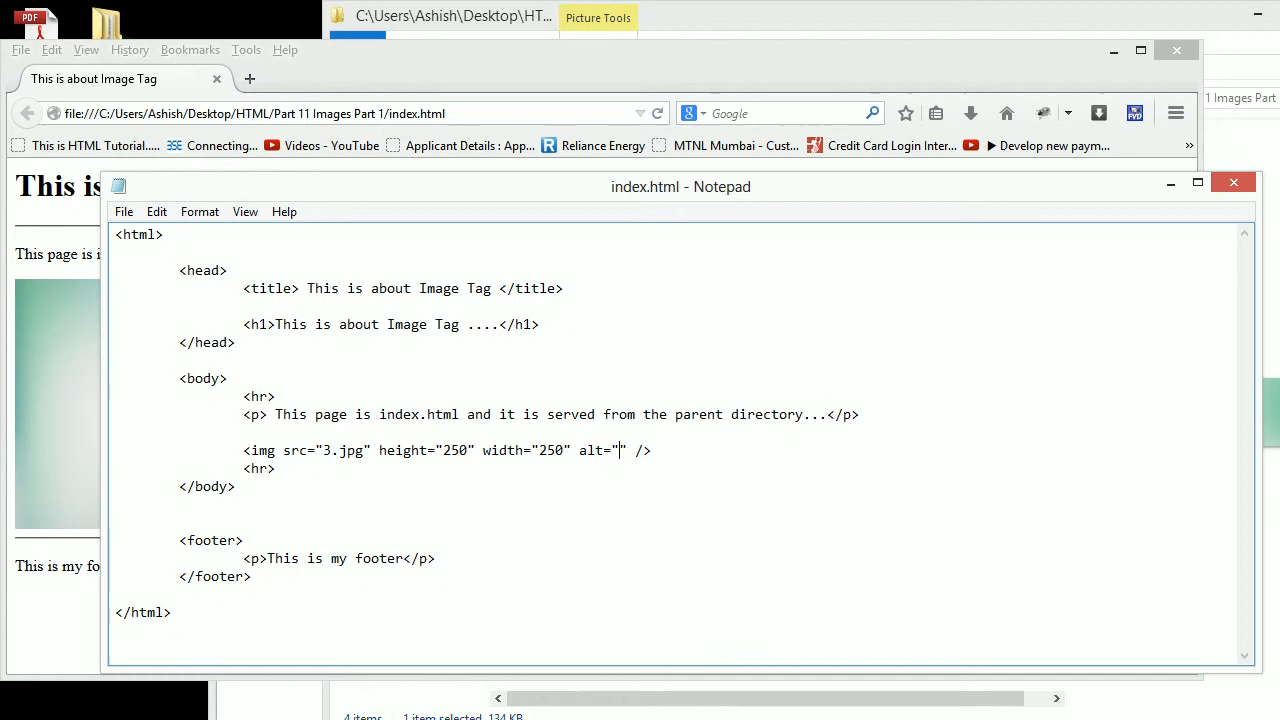 PDF
C:\Users\Ashish\Desktop\HT...
Picture Tools
File Edit View History Bookmarks Tools Help
This is about Image Tag
file:///C:/Users/Ashish/Desktop/HTML/Part 11 Images Part 1/index.html
Google
FVD
1 Images Part
This is HTML Tutorial.... Connecting... Videos - YouTube Applicant Details : App... Reliance Energy MTNL Mumbai - Cust... Credit Card Login Inter... Develop new paym... »
This is
index.html - Notepad
File Edit Format View Help
<html>
<head>
<title> This is about Image Tag </title>
<h1>This is about Image Tag ....</h1>
</head>
<body>
<hr>
<p> This page is index.html and it is served from the parent directory...</p>
<img src="3.jpg" height="250" width="250" alt="" />
<hr>
</body>
<footer>
<p>This is my footer</p>
</footer>
</html>
This page is i
This is my fo
4 items 1 item selected, 134 KB